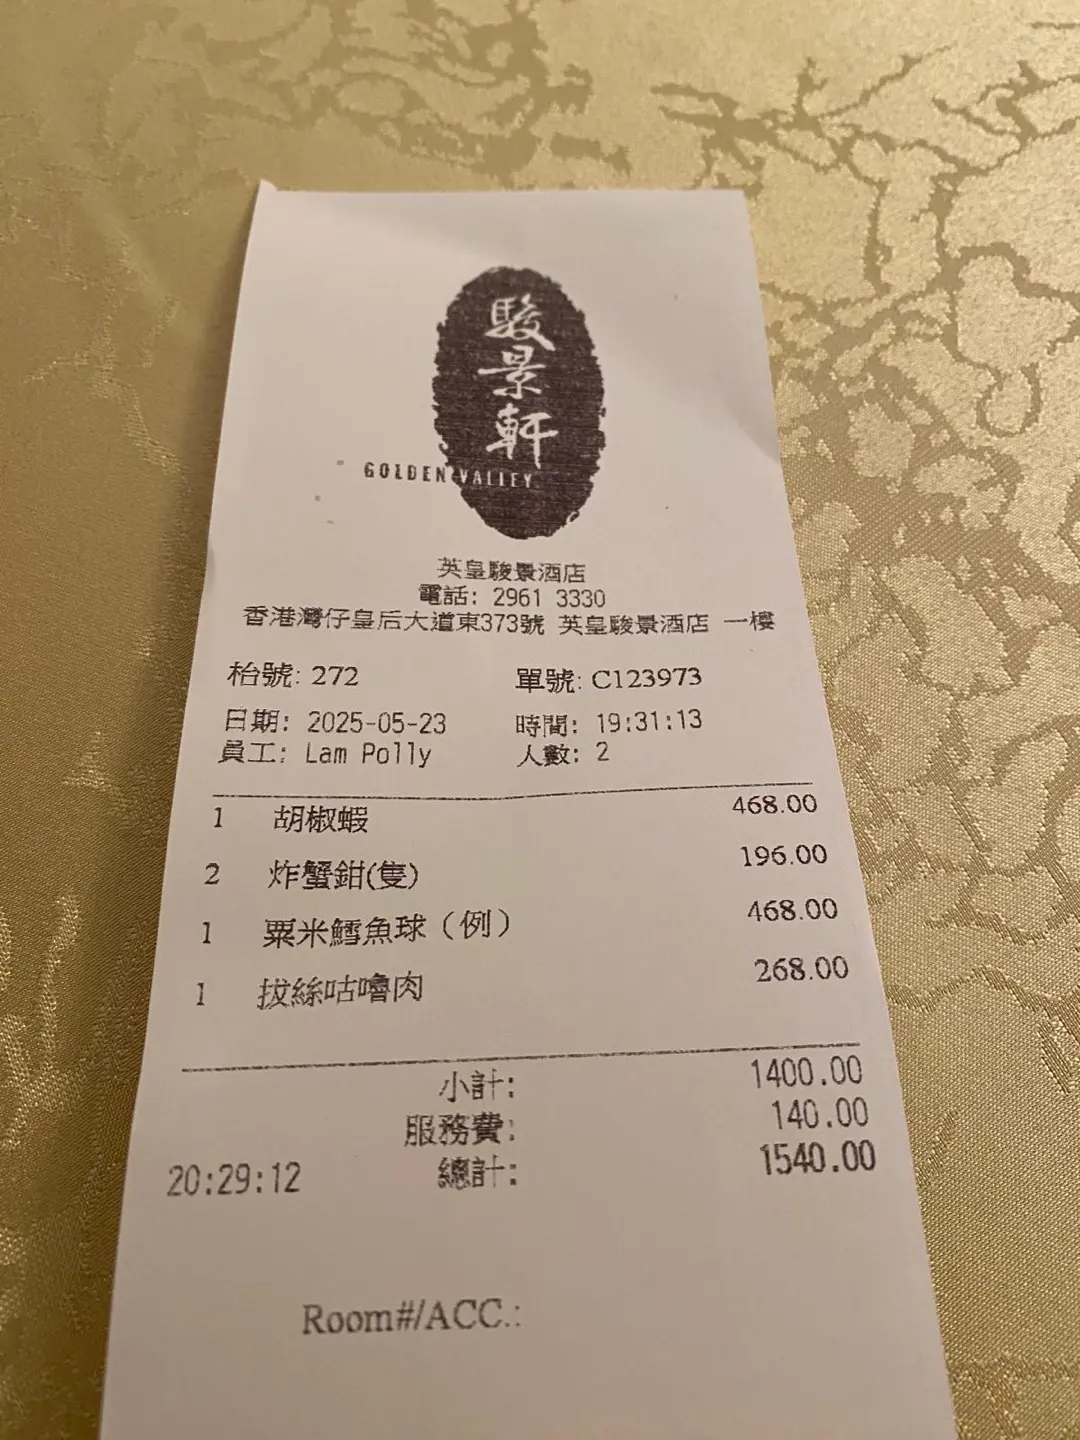 駿景軒
GOLDEN VALLEY
英皇駿景酒店
電話: 2961 3330
香港灣仔皇后大道東373號 英皇駿景酒店 一樓
枱號: 272 單號: C123973
日期: 2025-05-23 時間: 19:31:13
員工: Lam Polly 人數: 2
1 胡椒蝦 468.00
2 炸蟹鉗(隻) 196.00
1 粟米鱈魚球（例） 468.00
1 拔絲咕嚕肉 268.00
小計: 1400.00
服務費: 140.00
20:29:12 總計: 1540.00
Room#/ACC.: